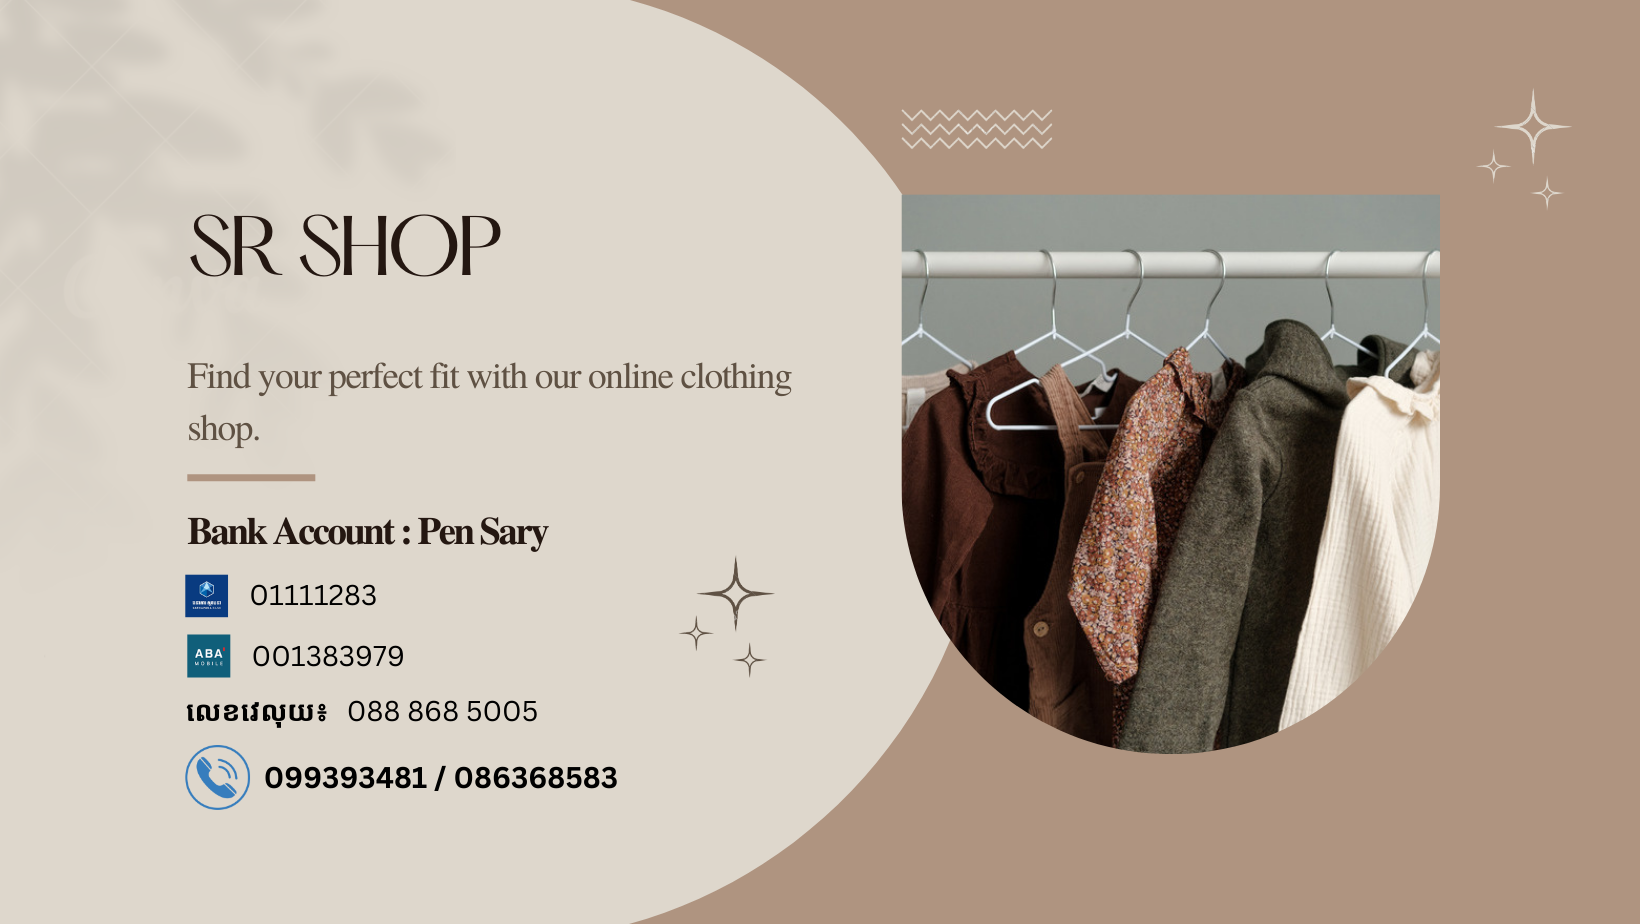 SR SHOP
Find your perfect fit with our online clothing
shop.
Bank Account : Pen Sary
01111283
ABA'
MOBILE
001383979
លេខវេលុយ៖ 088 868 5005
099393481 / 086368583